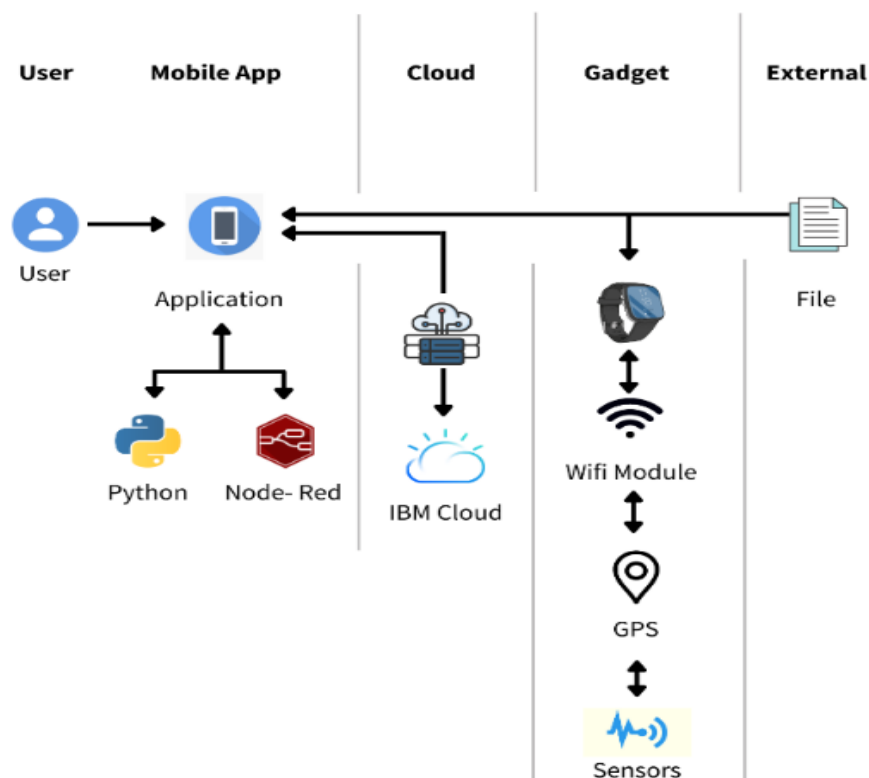 User
Mobile App
Cloud
Gadget
External
User
Application
File
Python
Node- Red
IBM Cloud
Wifi Module
GPS
Sensors